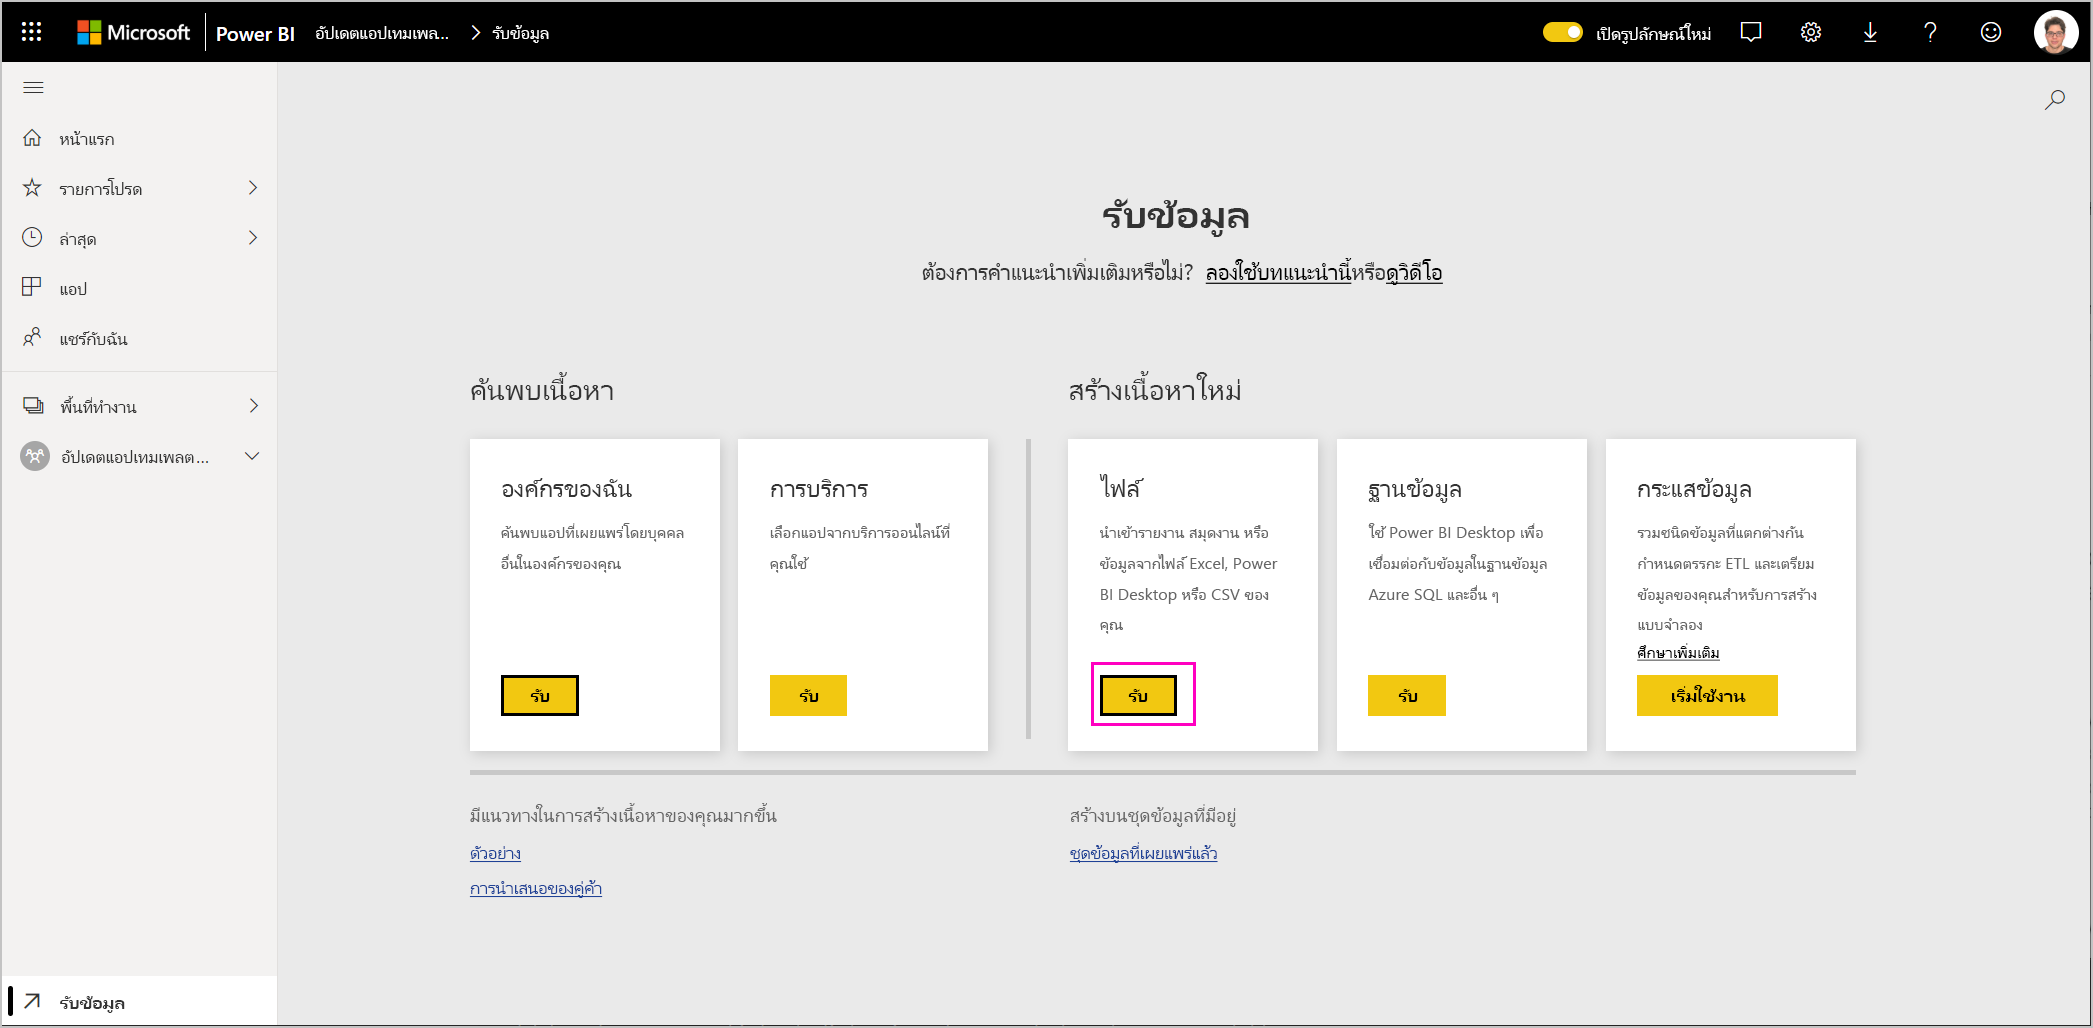 Microsoft Power BI อัปเดตแอปเทมเพล... รับข้อมูล เปิดรูปลักษณ์ใหม่
หน้าแรก
รายการโปรด
ล่าสุด
แอป
แชร์กับฉัน
พื้นที่ทำงาน
อัปเดตแอปเทมเพลต...
รับข้อมูล
รับข้อมูล
ต้องการคำแนะนำเพิ่มเติมหรือไม่? ลองใช้บทแนะนำนี้หรือดูวิดีโอ
ค้นพบเนื้อหา
องค์กรของฉัน
ค้นพบแอปที่เผยแพร่โดยบุคคล
อื่นในองค์กรของคุณ
รับ
การบริการ
เลือกแอปจากบริการออนไลน์ที่
คุณใช้
รับ
สร้างเนื้อหาใหม่
ไฟล์
นำเข้ารายงาน สมุดงาน หรือ
ข้อมูลจากไฟล์ Excel, Power
BI Desktop หรือ CSV ของ
คุณ
รับ
ฐานข้อมูล
ใช้ Power BI Desktop เพื่อ
เชื่อมต่อกับข้อมูลในฐานข้อมูล
Azure SQL และอื่น ๆ
รับ
กระแสข้อมูล
รวมชนิดข้อมูลที่แตกต่างกัน
กำหนดตรรกะ ETL และเตรียม
ข้อมูลของคุณสำหรับการสร้าง
แบบจำลอง
ศึกษาเพิ่มเติม
เริ่มใช้งาน
มีแนวทางในการสร้างเนื้อหาของคุณมากขึ้น
ตัวอย่าง
การนำเสนอของคู่ค้า
สร้างบนชุดข้อมูลที่มีอยู่
ชุดข้อมูลที่เผยแพร่แล้ว